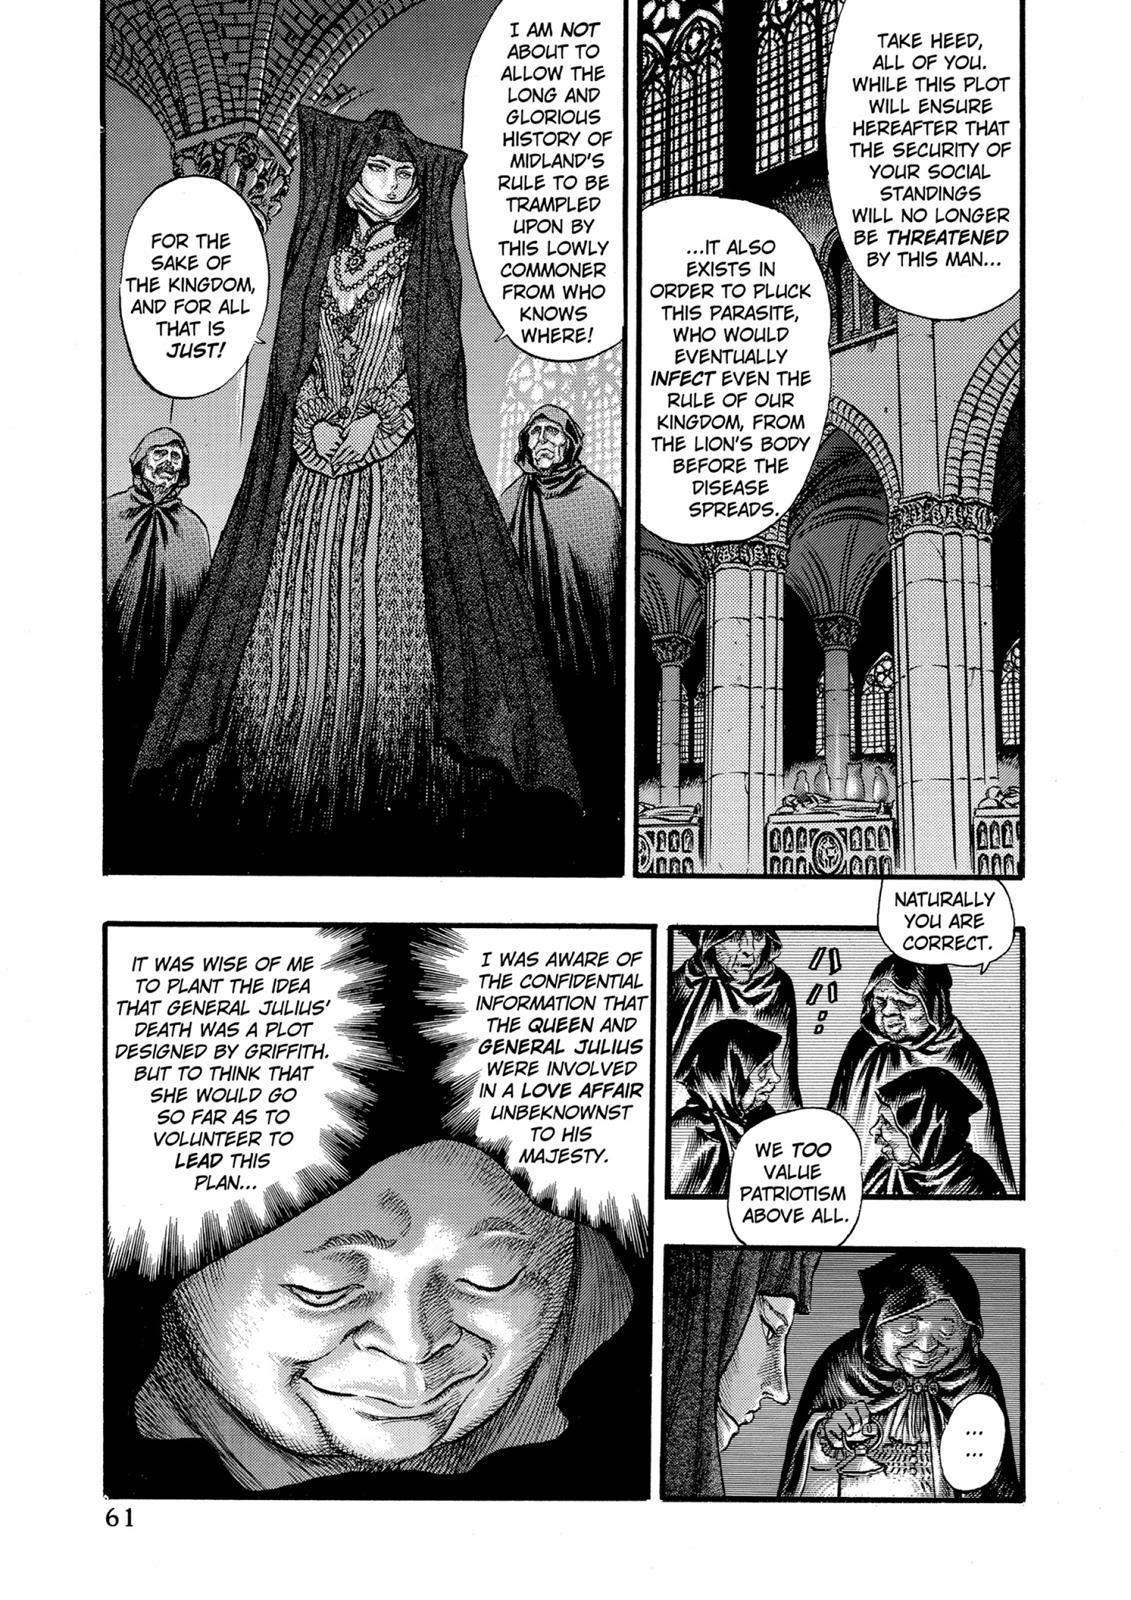 TAKE HEED,
ALL OF YOU.
WHILE THIS PLOT
WILL ENSURE
HEREAFTER THAT
THE SECURITY OF
YOUR SOCIAL
STANDINGS
WILL NO LONGER
BE THREATENED
BY THIS MAN...
...IT ALSO
EXISTS IN
ORDER TO PLUCK
THIS PARASITE,
WHO WOULD
EVENTUALLY
INFECT EVEN THE
RULE OF OUR
KINGDOM, FROM
THE LION'S BODY
BEFORE THE
DISEASE
SPREADS.
I AM NOT
ABOUT TO
ALLOW THE
LONG AND
GLORIOUS
HISTORY OF
MIDLAND'S
RULE TO BE
TRAMPLED
UPON BY
THIS LOWLY
COMMONER
FROM WHO
KNOWS
WHERE!
FOR THE
SAKE OF
THE KINGDOM,
AND FOR ALL
THAT IS
JUST!
NATURALLY
YOU ARE
CORRECT.
WE TOO
VALUE
PATRIOTISM
ABOVE ALL.
...
...
I WAS AWARE OF
THE CONFIDENTIAL
INFORMATION THAT
THE QUEEN AND
GENERAL JULIUS
WERE INVOLVED
IN A LOVE AFFAIR
UNBEKNOWNST
TO HIS
MAJESTY.
IT WAS WISE OF ME
TO PLANT THE IDEA
THAT GENERAL JULIUS'
DEATH WAS A PLOT
DESIGNED BY GRIFFITH.
BUT TO THINK THAT
SHE WOULD GO
SO FAR AS TO
VOLUNTEER TO
LEAD THIS
PLAN...
61